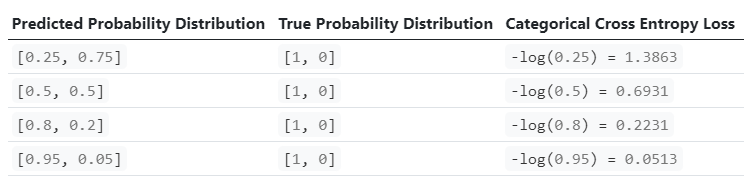 Predicted Probability Distribution True Probability Distribution Categorical Cross Entropy Loss
[0.25, 0.75] [1, 0] -log(0.25) = 1.3863
[0.5, 0.5] [1, 0] -log(0.5) = 0.6931
[0.8, 0.2] [1, 0] -log(0.8) = 0.2231
[0.95, 0.05] [1, 0] -log(0.95) = 0.0513